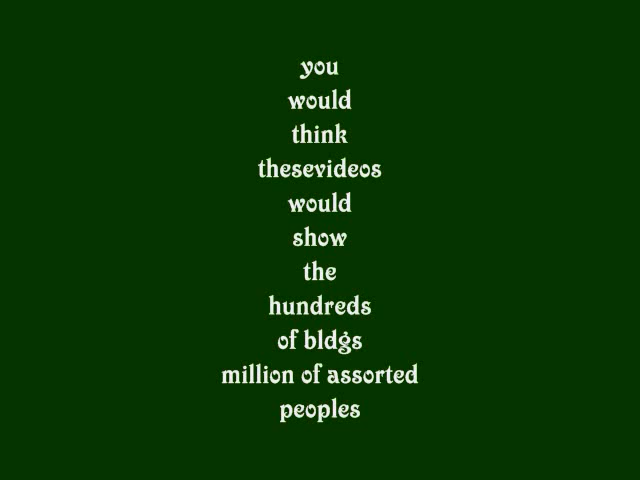 you
would
think
thesevideos
would
show
the
hundreds
of bldgs
million of assorted
peoples